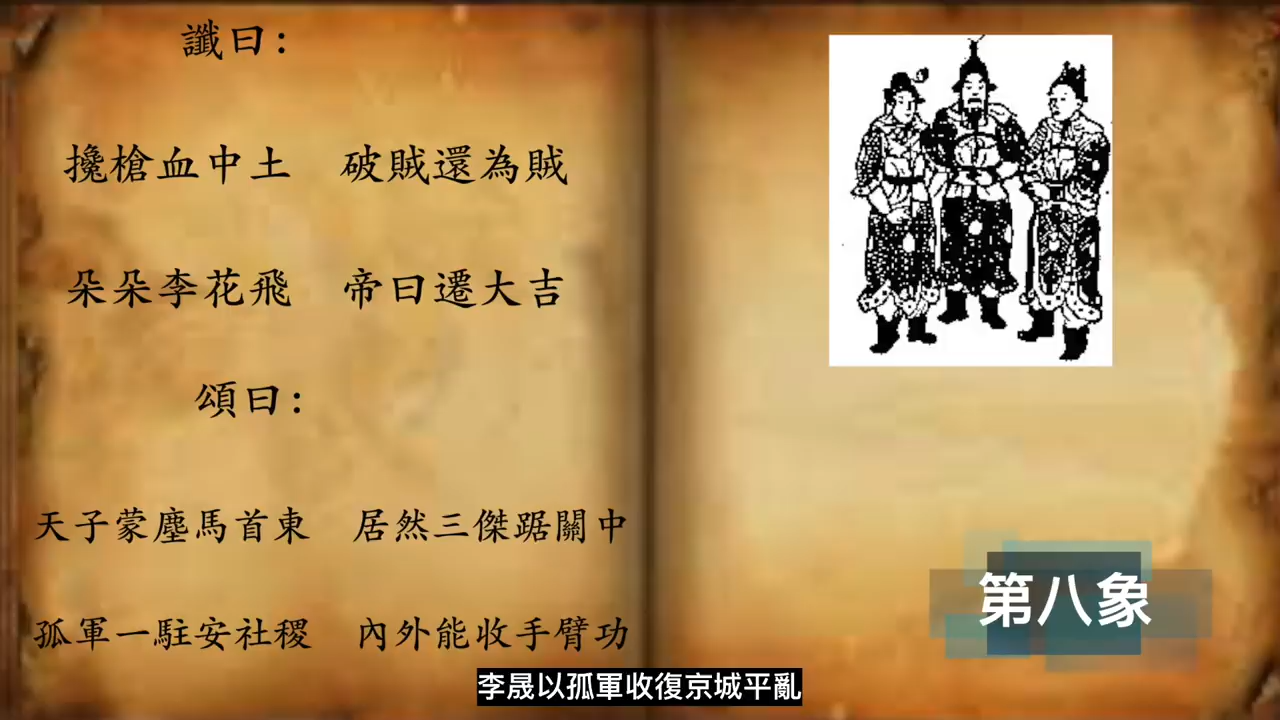 讖曰：
攙槍血中土　破賊還為賊
朵朵李花飛　帝曰遷大吉
頌曰：
天子蒙塵馬首東　居然三傑踞關中
孤軍一駐安社稷　內外能收手臂功
第八象
李晟以孤軍收復京城平亂